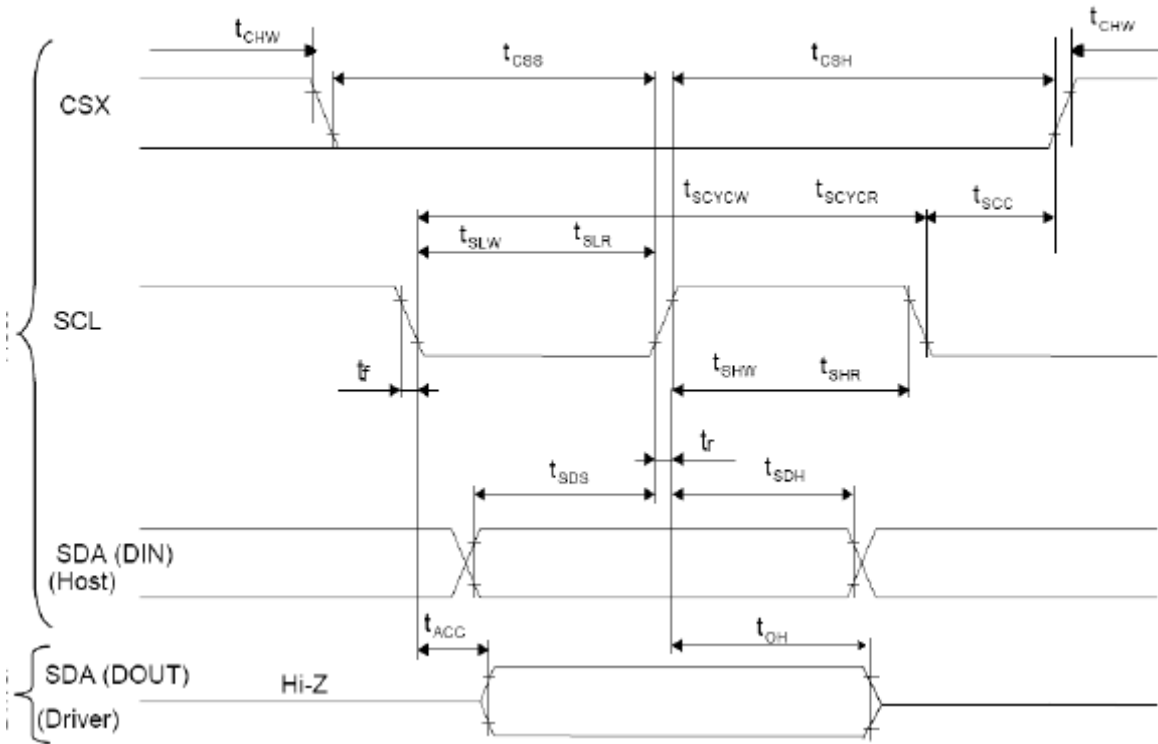 tCHW
tCHW
tCSS
tCSH
CSX
tSCYCW
tSCYCR
tSCC
tSLW
tSLR
SCL
tf
tSHW
tSHR
tr
tSDS
tSDH
SDA (DIN)
(Host)
tACC
tOH
SDA (DOUT)
Hi-Z
(Driver)